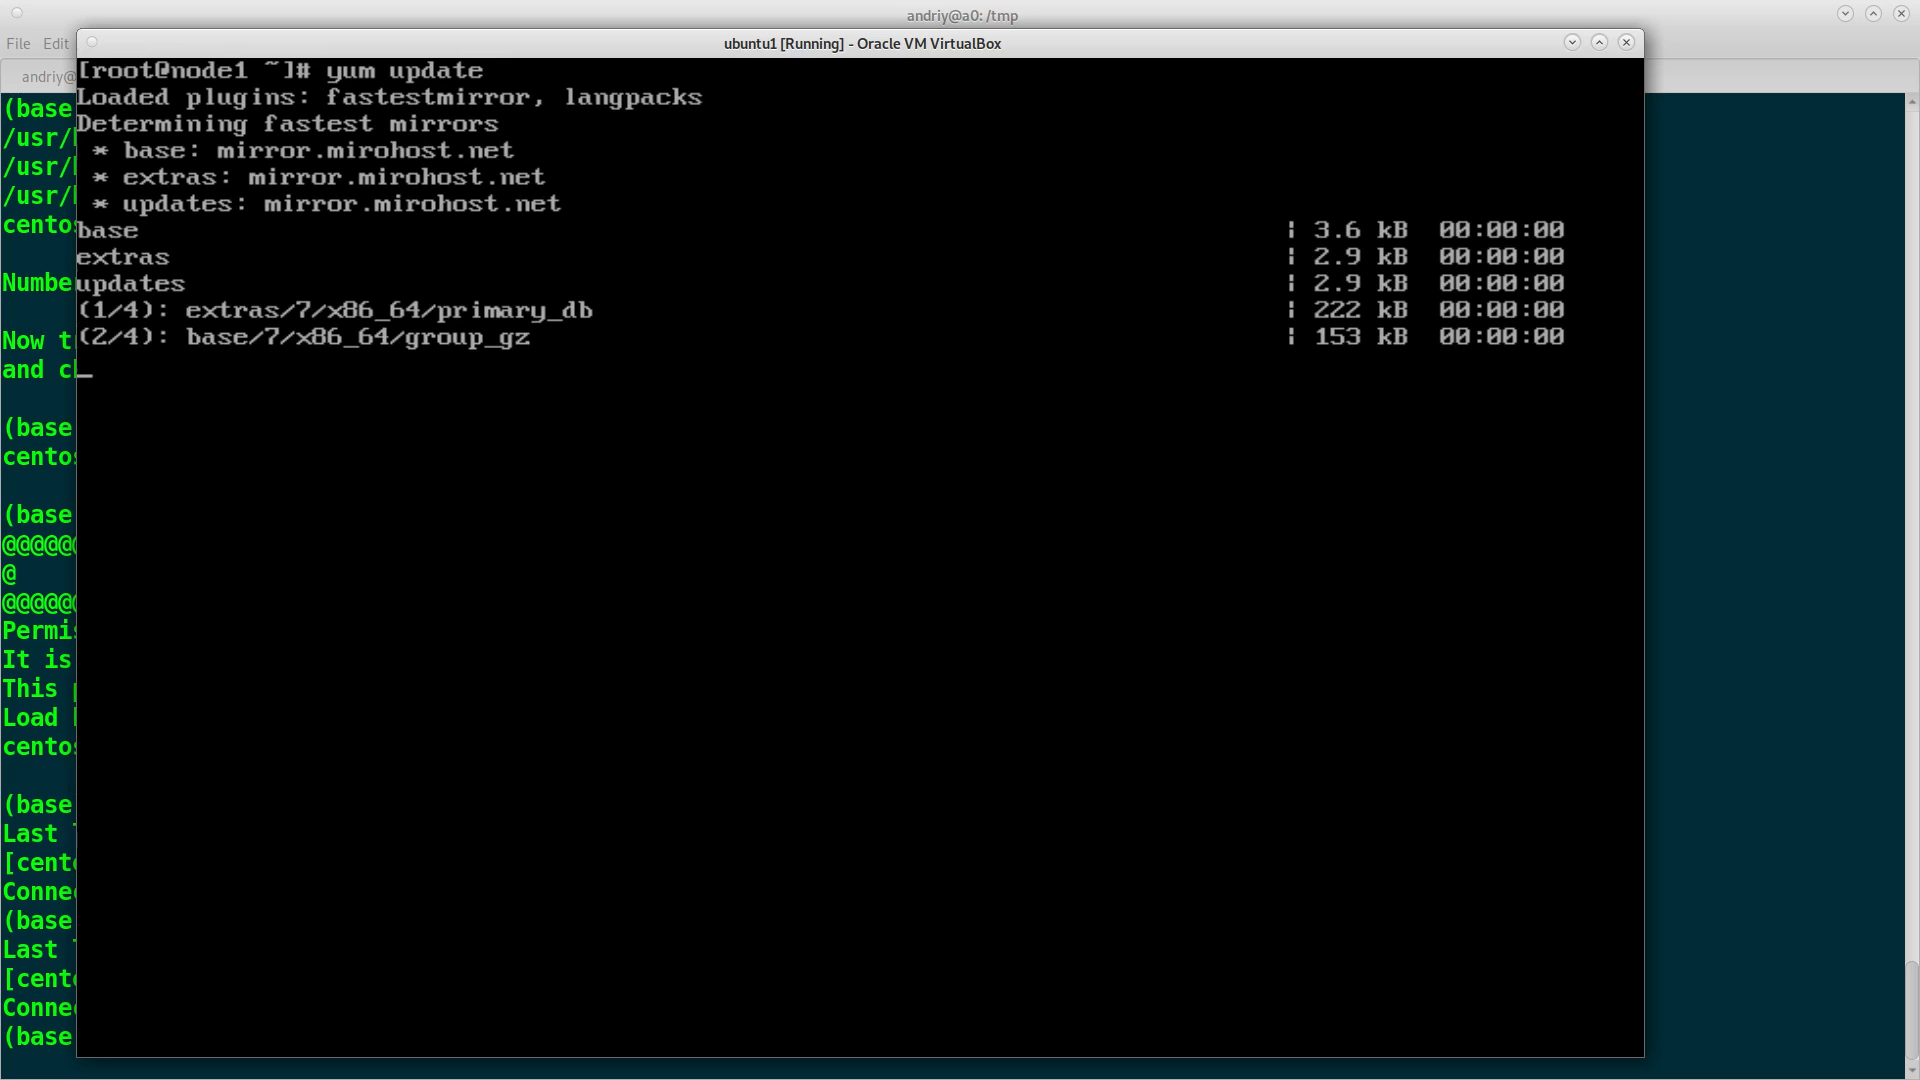 andriy@a0: /tmp
File Edit
ubuntu1 [Running] - Oracle VM VirtualBox
andriy@
[root@node1 ~]# yum update
Loaded plugins: fastestmirror, langpacks
Determining fastest mirrors
* base: mirror.mirohost.net
* extras: mirror.mirohost.net
* updates: mirror.mirohost.net
base | 3.6 kB 00:00:00
extras | 2.9 kB 00:00:00
updates | 2.9 kB 00:00:00
(1/4): extras/7/x86_64/primary_db | 222 kB 00:00:00
(2/4): base/7/x86_64/group_gz | 153 kB 00:00:00
_
(base
/usr/
/usr/
/usr/
cento
Numbe
Now t
and c
(base
cento
(base
@@@@@
@
@@@@@
Permi
It is
This
Load
cento
(base
Last
[cent
Conne
(base
Last
[cent
Conne
(base